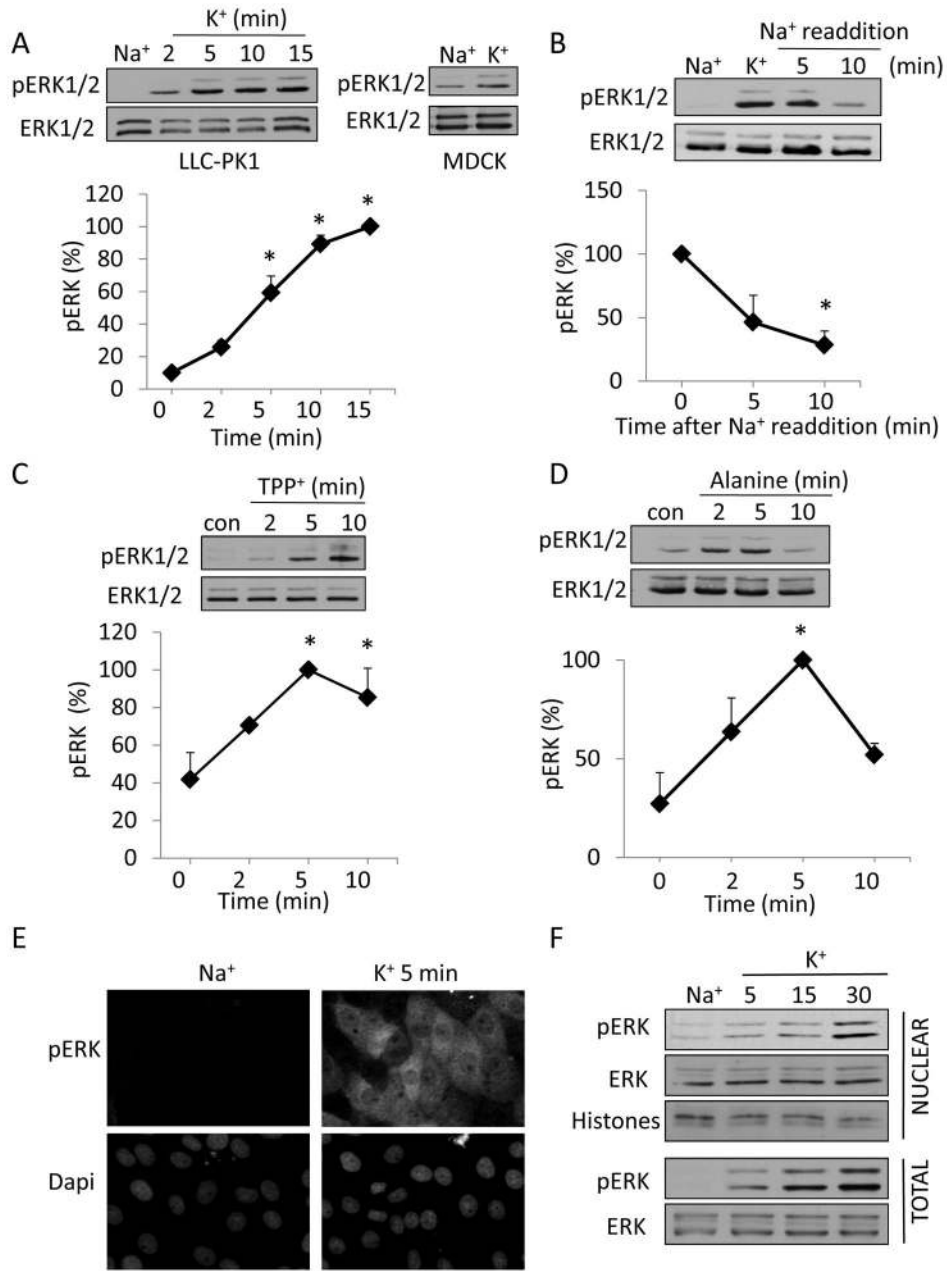 A
K⁺ (min)
Na⁺ 2 5 10 15
pERK1/2
ERK1/2
LLC-PK1
Na⁺ K⁺
pERK1/2
ERK1/2
MDCK
120
100
80
60
40
20
0
pERK (%)
* * *
0 2 5 10 15
Time (min)
B
Na⁺ readdition
Na⁺ K⁺ 5 10 (min)
pERK1/2
ERK1/2
150
100
50
0
pERK (%)
*
0 5 10
Time after Na⁺ readdition (min)
C
TPP⁺ (min)
con 2 5 10
pERK1/2
ERK1/2
120
100
80
60
40
20
0
pERK (%)
* *
0 2 5 10
Time (min)
D
Alanine (min)
con 2 5 10
pERK1/2
ERK1/2
100
50
0
pERK (%)
*
0 2 5 10
Time (min)
E
Na⁺ K⁺ 5 min
pERK
Dapi
F
K⁺
Na⁺ 5 15 30
pERK
ERK
Histones
NUCLEAR
pERK
ERK
TOTAL